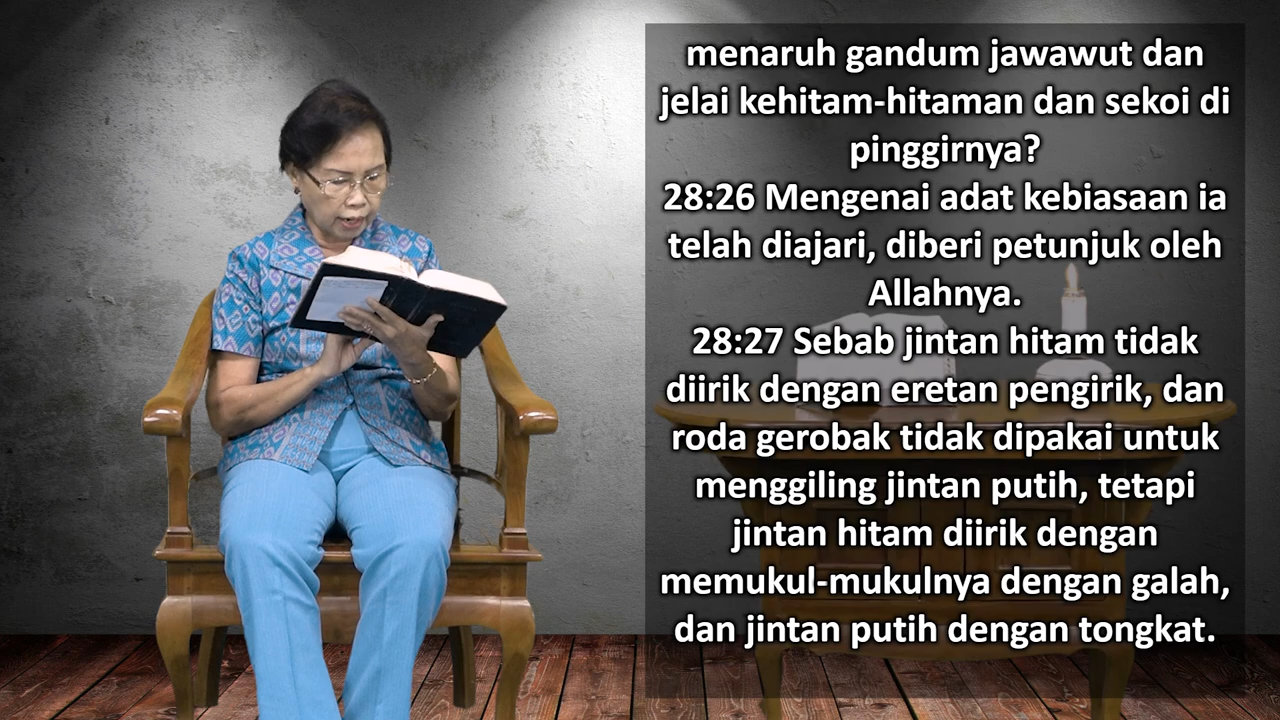 menaruh gandum jawawut dan
jelai kehitam-hitaman dan sekoi di
pinggirnya?
28:26 Mengenai adat kebiasaan ia
telah diajari, diberi petunjuk oleh
Allahnya.
28:27 Sebab jintan hitam tidak
diirik dengan eretan pengirik, dan
roda gerobak tidak dipakai untuk
menggiling jintan putih, tetapi
jintan hitam diirik dengan
memukul-mukulnya dengan galah,
dan jintan putih dengan tongkat.